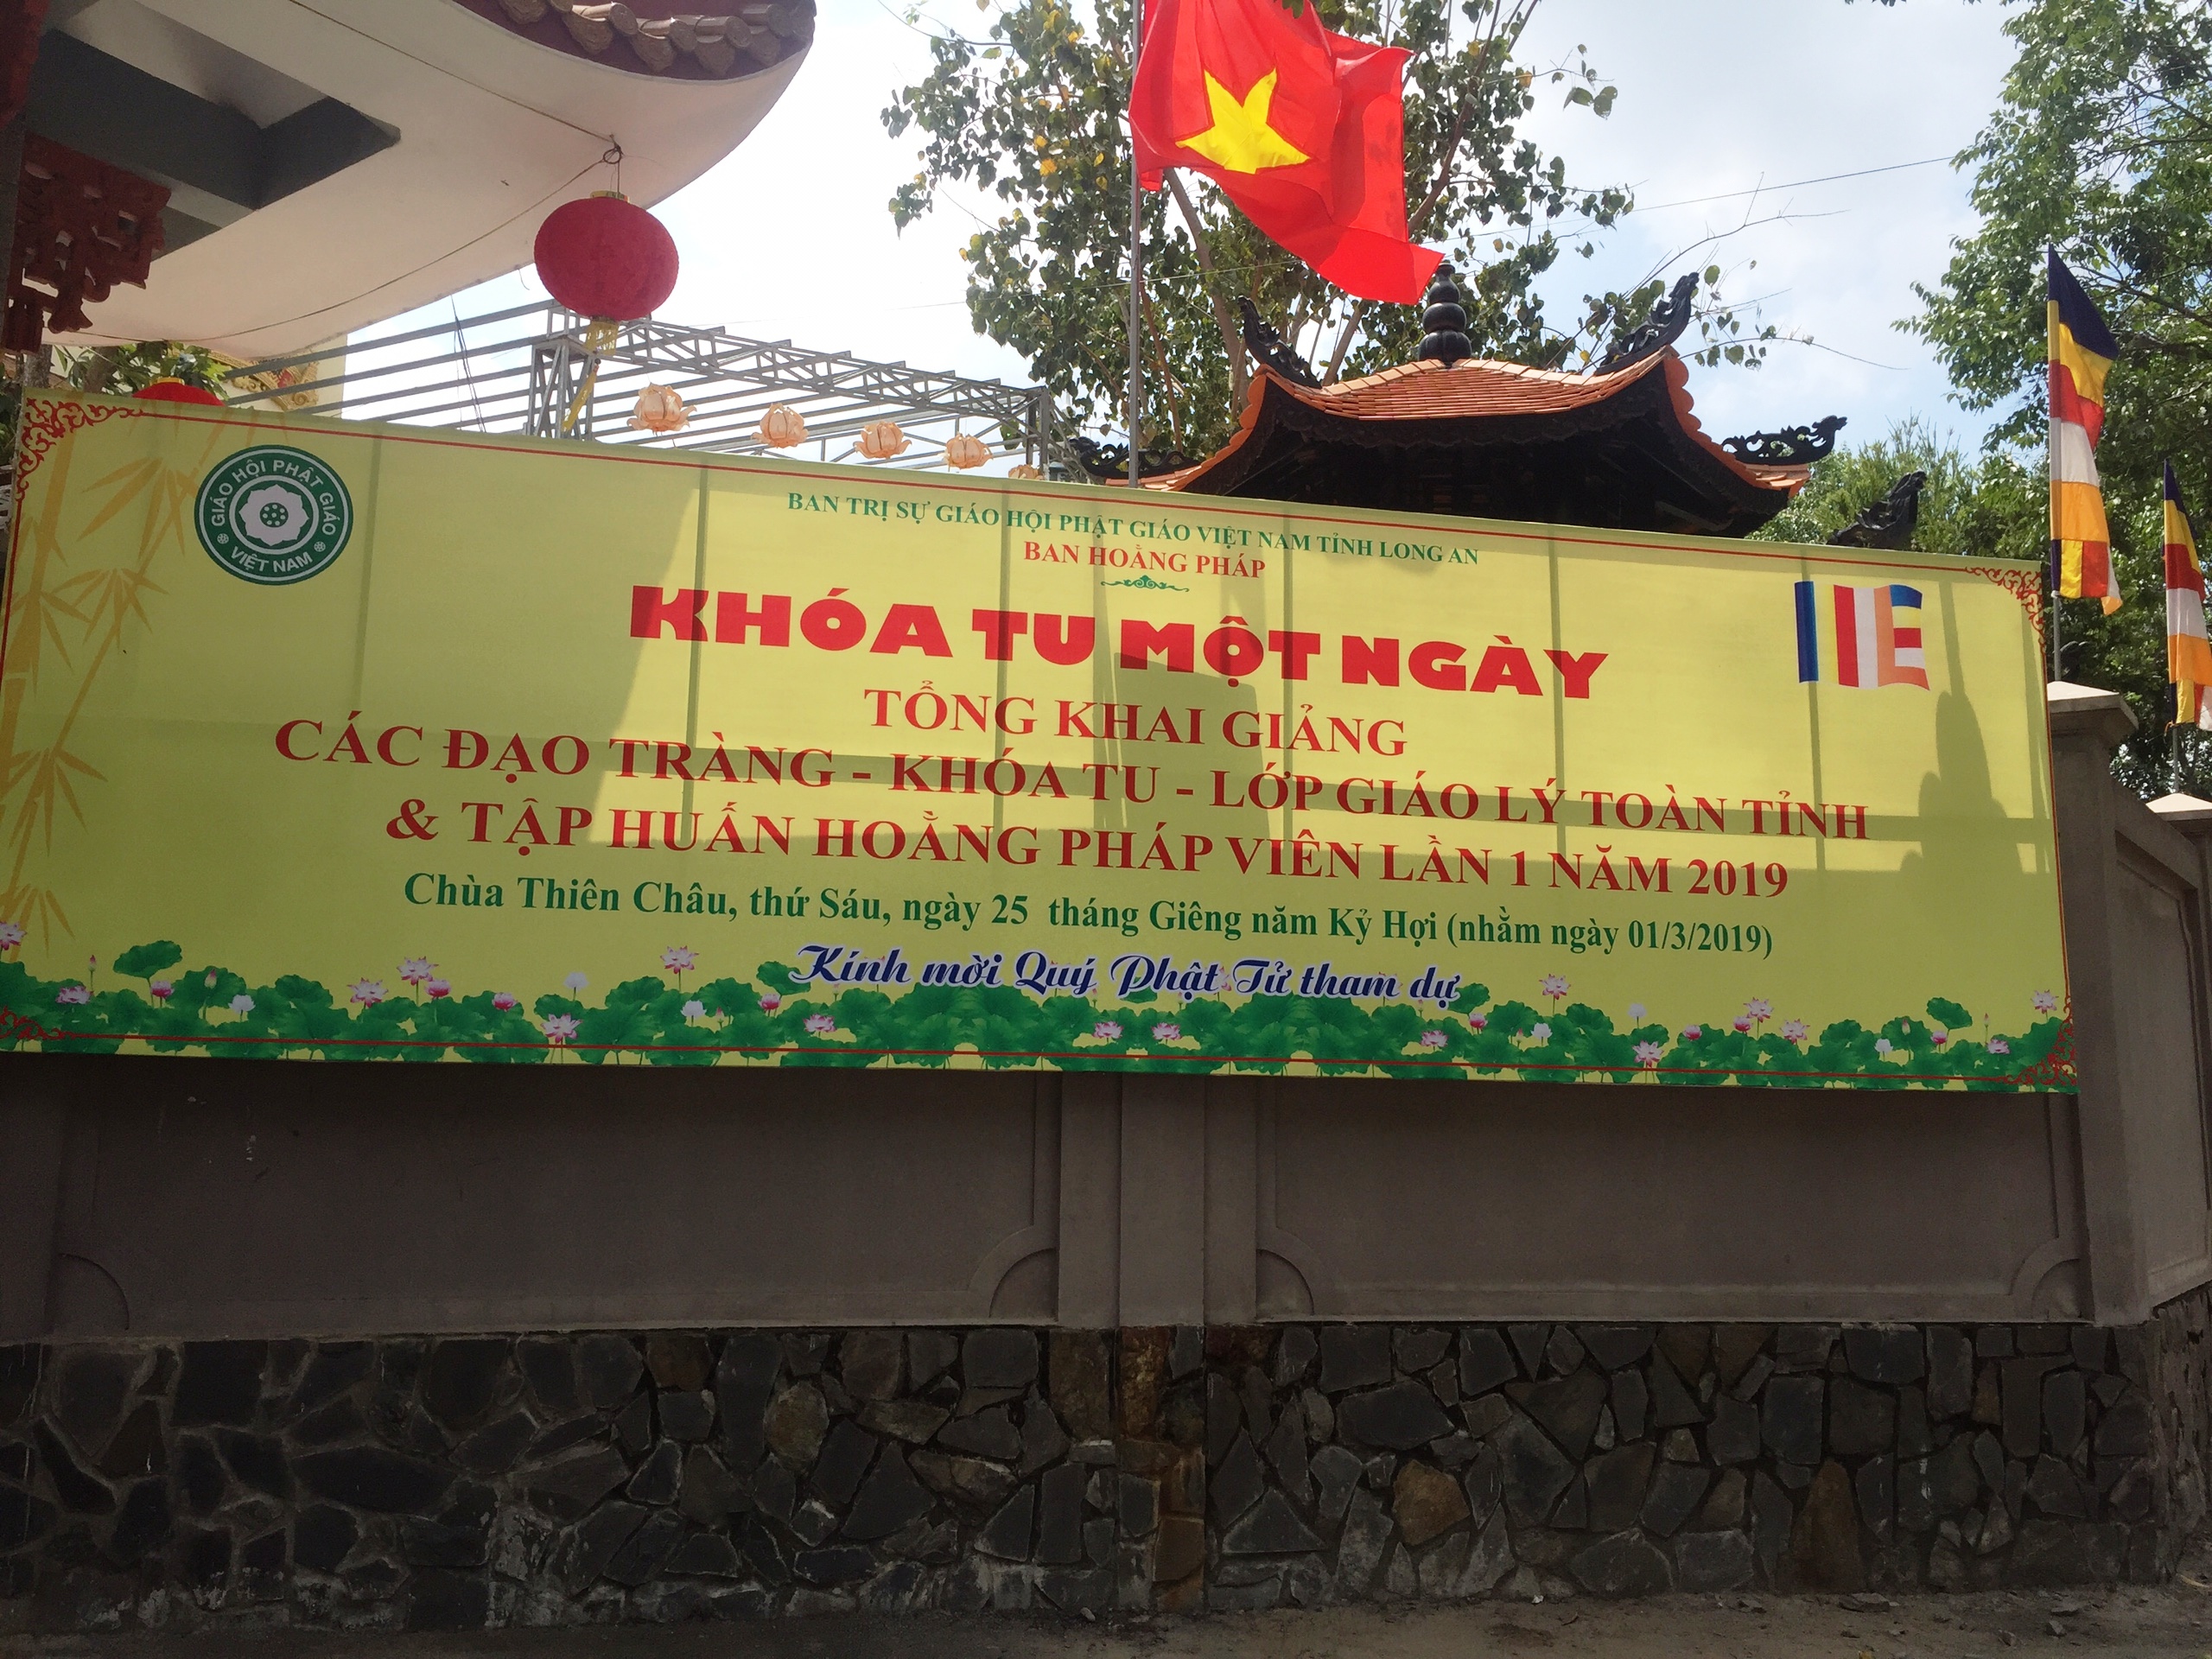 GIÁO HỘI PHẬT GIÁO
VIỆT NAM
BAN TRỊ SỰ GIÁO HỘI PHẬT GIÁO VIỆT NAM TỈNH LONG AN
BAN HOẰNG PHÁP
KHÓA TU MỘT NGÀY
TỔNG KHAI GIẢNG
CÁC ĐẠO TRÀNG - KHÓA TU - LỚP GIÁO LÝ TOÀN TỈNH
& TẬP HUẤN HOẰNG PHÁP VIÊN LẦN 1 NĂM 2019
Chùa Thiên Châu, thứ Sáu, ngày 25 tháng Giêng năm Kỷ Hợi (nhằm ngày 01/3/2019)
Kính mời Quý Phật Tử tham dự